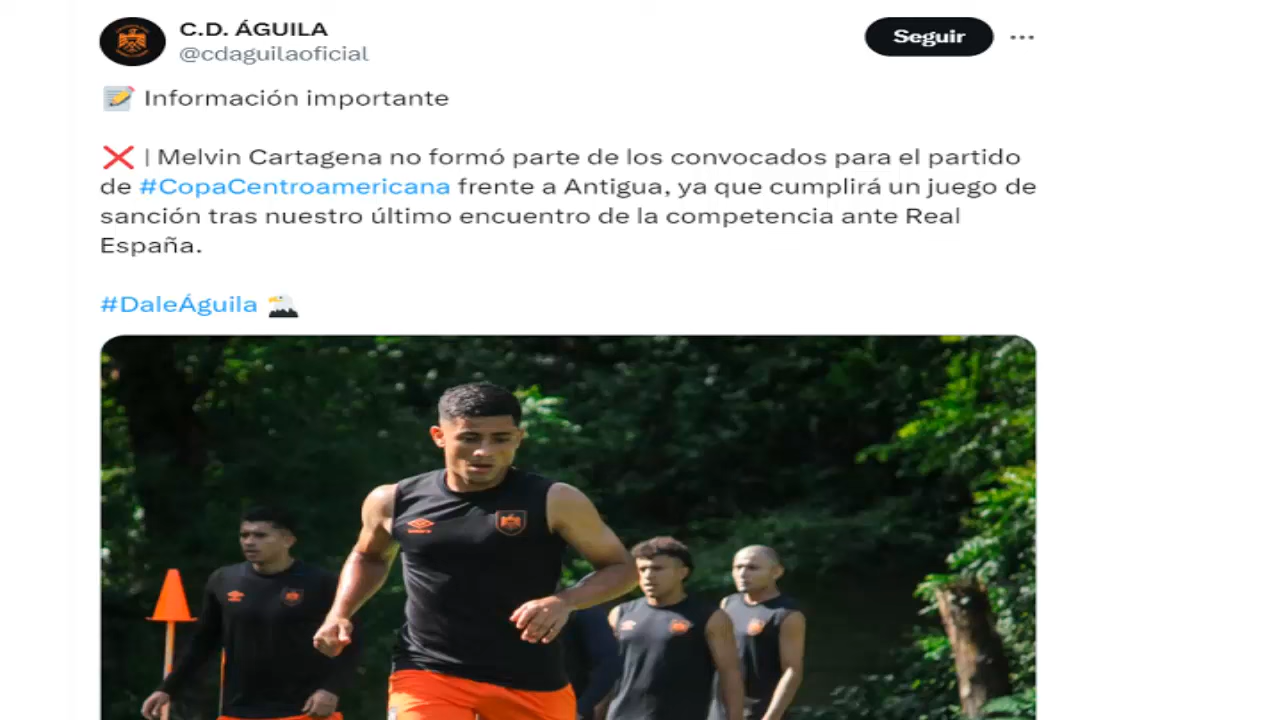 C.D. ÁGUILA
@cdaguilaoficial
Seguir
Información importante
| Melvin Cartagena no formó parte de los convocados para el partido
de #CopaCentroamericana frente a Antigua, ya que cumplirá un juego de
sanción tras nuestro último encuentro de la competencia ante Real
España.
#DaleÁguila